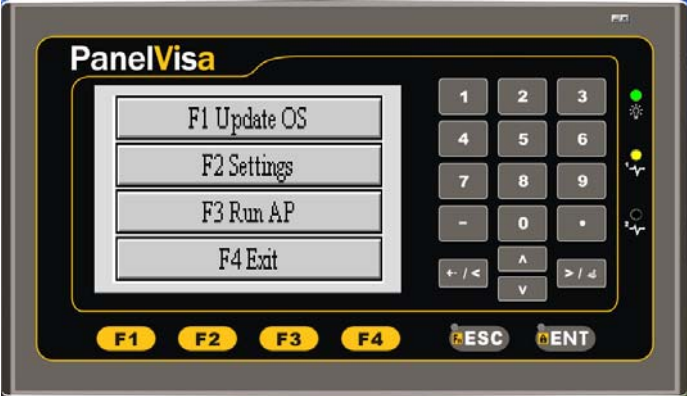 PanelVisa
F1 Update OS
F2 Settings
F3 Run AP
F4 Exit
1 2 3
4 5 6
7 8 9
- 0 •
←- / < ∧ > /
∨
F1 F2 F3 F4 ESC ENT